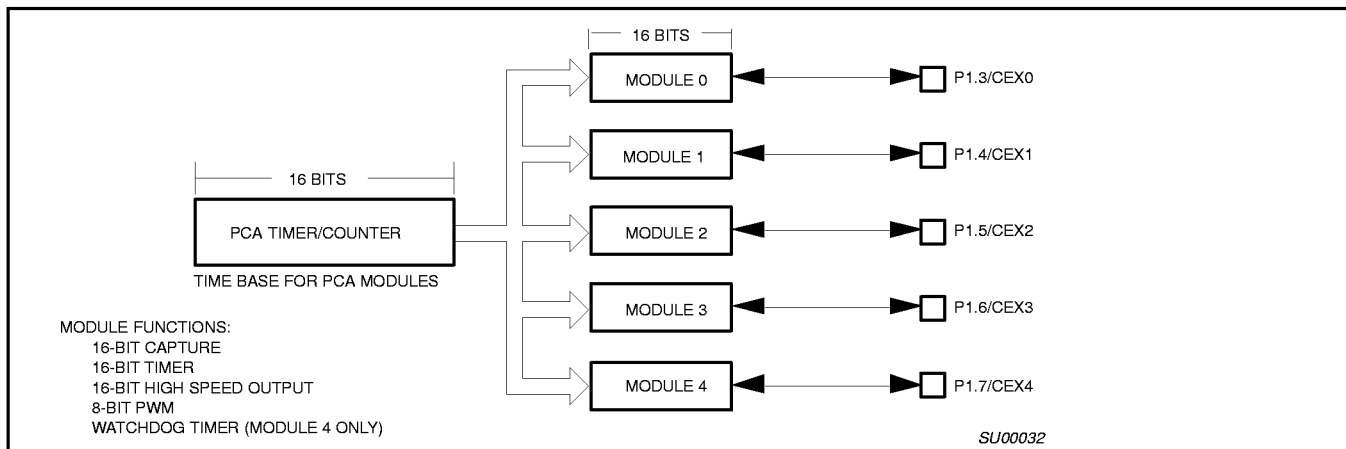 16 BITS
MODULE 0
P1.3/CEX0
MODULE 1
P1.4/CEX1
16 BITS
PCA TIMER/COUNTER
MODULE 2
P1.5/CEX2
TIME BASE FOR PCA MODULES
MODULE 3
P1.6/CEX3
MODULE FUNCTIONS:
16-BIT CAPTURE
16-BIT TIMER
16-BIT HIGH SPEED OUTPUT
8-BIT PWM
WATCHDOG TIMER (MODULE 4 ONLY)
MODULE 4
P1.7/CEX4
SU00032